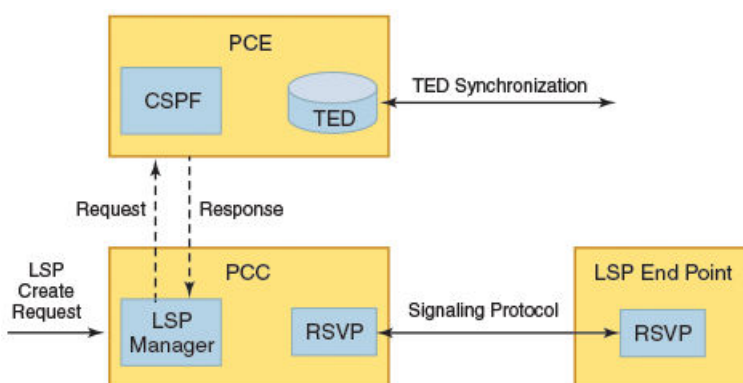 PCE
CSPF
TED
TED Synchronization
Request
Response
LSP
Create
Request
PCC
LSP
Manager
RSVP
Signaling Protocol
LSP End Point
RSVP